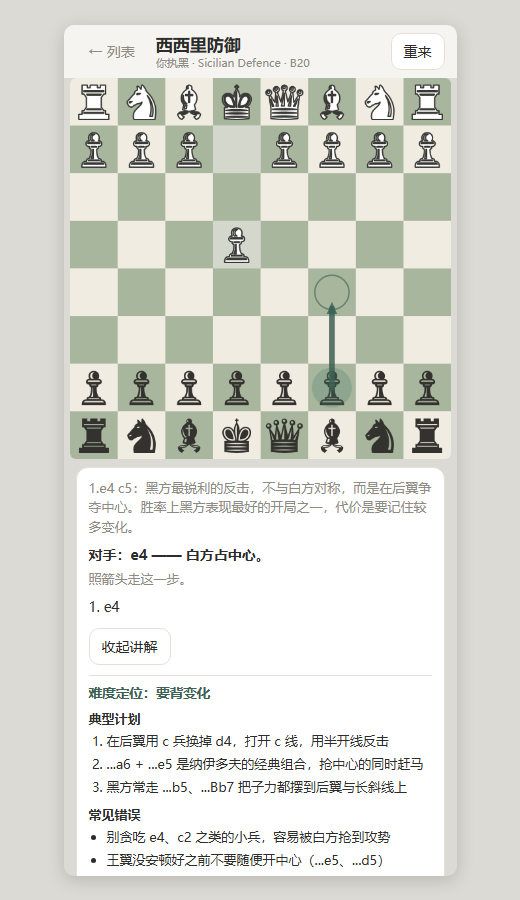 ← 列表
西西里防御
你执黑 · Sicilian Defence · B20
重来
1.e4 c5：黑方最锐利的反击，不与白方对称，而是在后翼争
夺中心。胜率上黑方表现最好的开局之一，代价是要记住较
多变化。
对手：e4 —— 白方占中心。
照箭头走这一步。
1. e4
收起讲解
难度定位：要背变化
典型计划
1. 在后翼用 c 兵换掉 d4，打开 c 线，用半开线反击
2. ...a6 + ...e5 是纳伊多夫的经典组合，抢中心的同时赶马
3. 黑方常走 ...b5、...Bb7 把子力都摆到后翼与长斜线上
常见错误
• 别贪吃 e4、c2 之类的小兵，容易被白方抢到攻势
• 王翼没安顿好之前不要随便开中心（...e5、...d5）